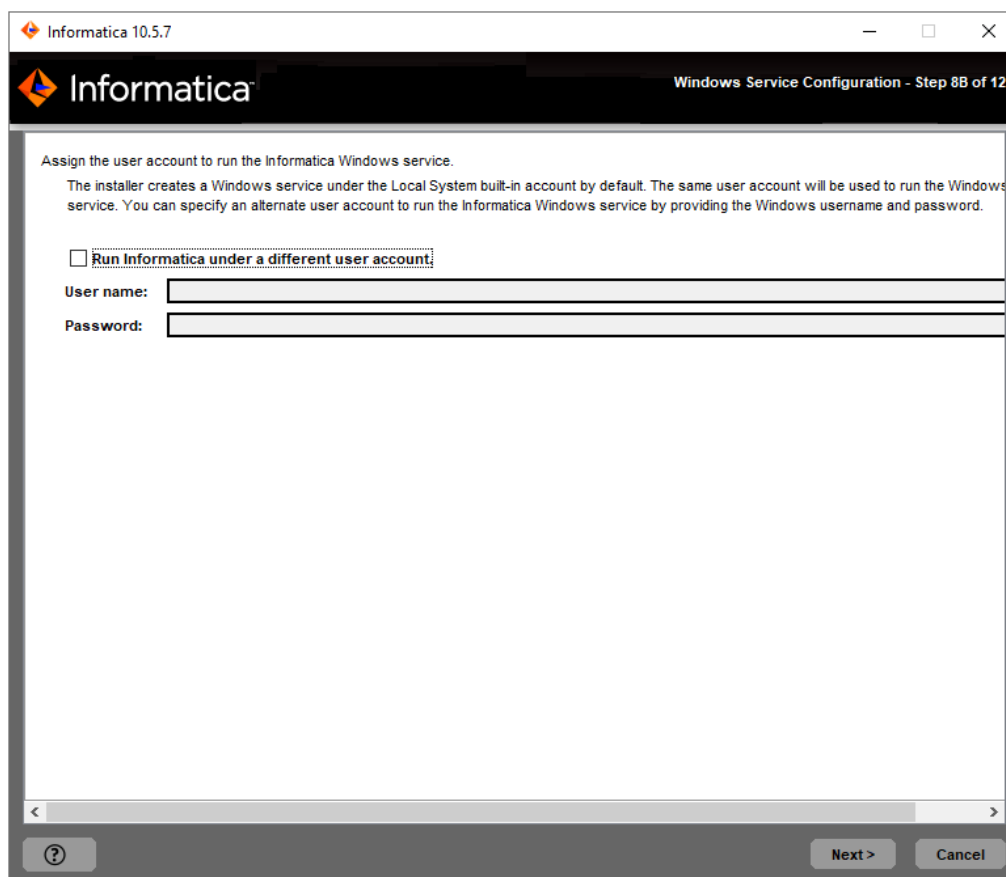 Informatica 10.5.7
Informatica
Windows Service Configuration - Step 8B of 12
Assign the user account to run the Informatica Windows service.
The installer creates a Windows service under the Local System built-in account by default. The same user account will be used to run the Windows
service. You can specify an alternate user account to run the Informatica Windows service by providing the Windows username and password.
Run Informatica under a different user account.
User name:
Password:
?
Next >
Cancel